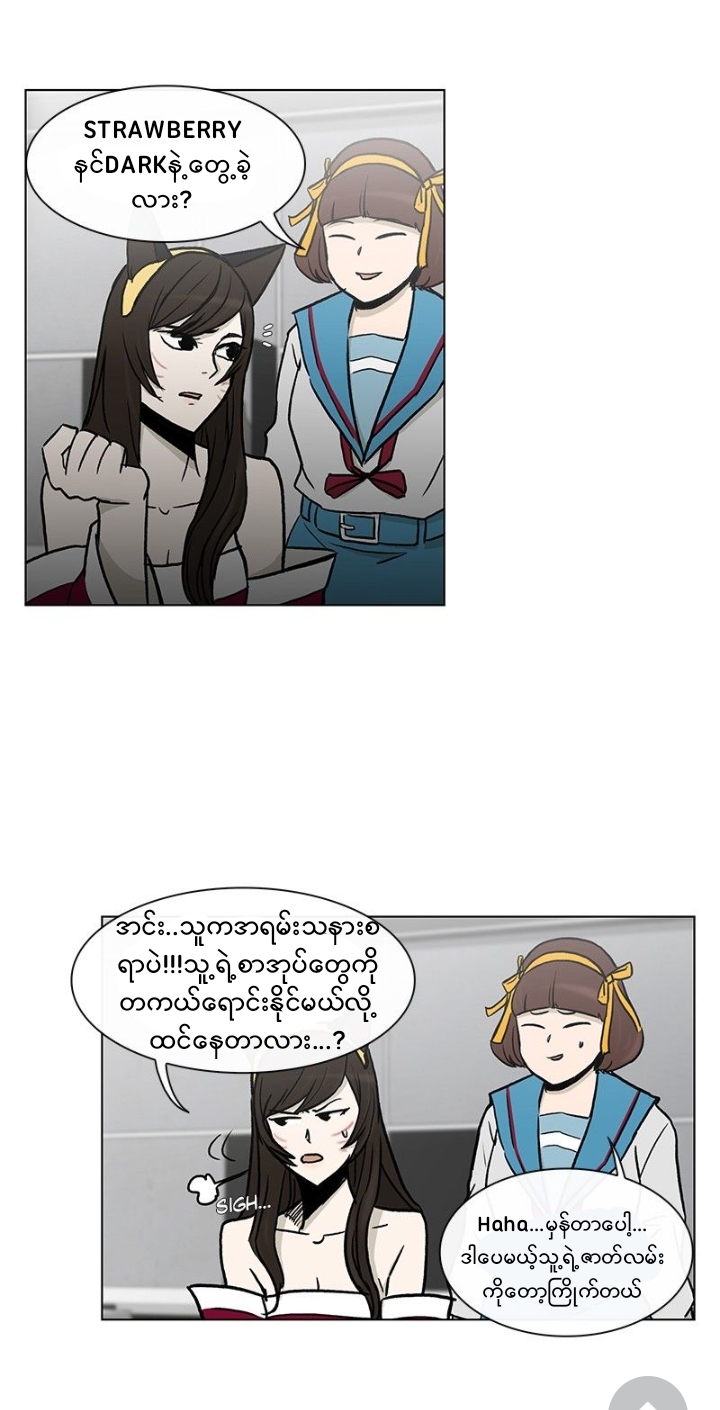 STRAWBERRY
နင်DARKနဲ့တွေ့ခဲ့
လား?
အင်း..သူကအရမ်းသနားစ
ရာပဲ!!!သူ့ရဲ့စာအုပ်တွေကို
တကယ်ရောင်းနိုင်မယ်လို့
ထင်နေတာလား...?
SIGH...
Haha...မှန်တာပေါ့...
ဒါပေမယ့်သူ့ရဲ့ဇာတ်လမ်း
ကိုတော့ကြိုက်တယ်